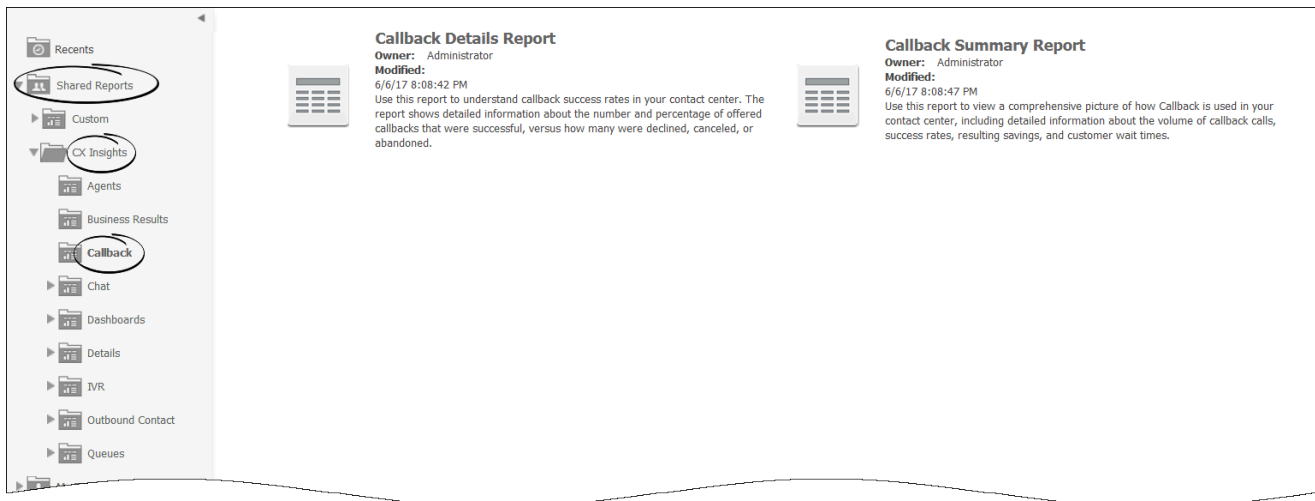 Recents
Shared Reports
Custom
CX Insights
Agents
Business Results
Callback
Chat
Dashboards
Details
IVR
Outbound Contact
Queues
Callback Details Report
Owner: Administrator
Modified:
6/6/17 8:08:42 PM
Use this report to understand callback success rates in your contact center. The
report shows detailed information about the number and percentage of offered
callbacks that were successful, versus how many were declined, canceled, or
abandoned.
Callback Summary Report
Owner: Administrator
Modified:
6/6/17 8:08:47 PM
Use this report to view a comprehensive picture of how Callback is used in your
contact center, including detailed information about the volume of callback calls,
success rates, resulting savings, and customer wait times.